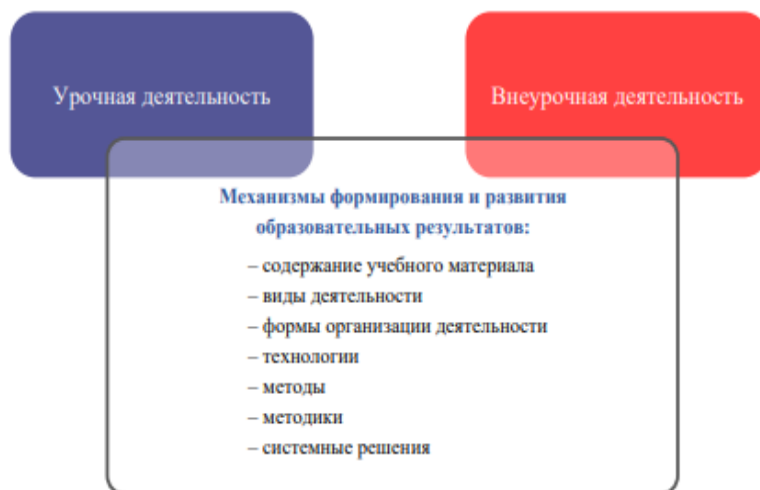 Урочная деятельность
Внеурочная деятельность
Механизмы формирования и развития
образовательных результатов:
– содержание учебного материала
– виды деятельности
– формы организации деятельности
– технологии
– методы
– методики
– системные решения